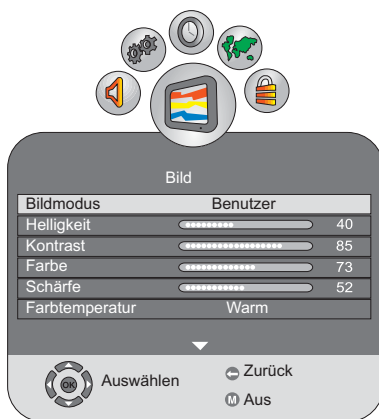 Bild
Bildmodus Benutzer
Helligkeit 40
Kontrast 85
Farbe 73
Schärfe 52
Farbtemperatur Warm
OK Auswählen Zurück
M Aus